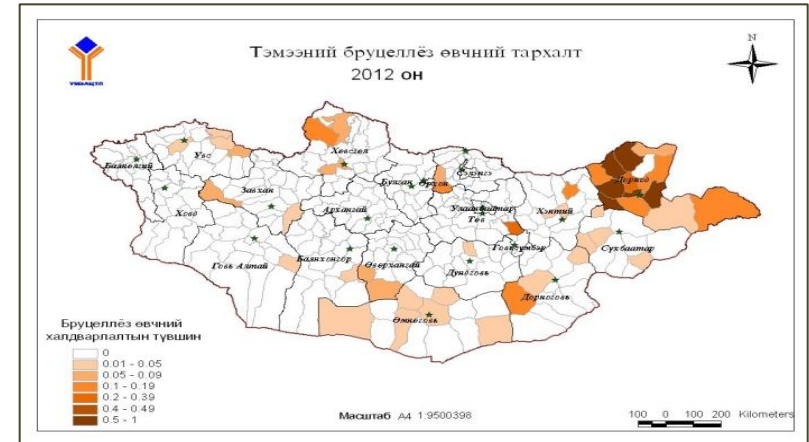 Тэмээний бруцеллёз өвчний тархалт
2012 он
N
Баянөлгий
Увс
Хөвсгөл
Завхан
Булган
Орхон
Сэлэнгэ
Дорнод
Ховд
Архангай
Улаанбаатар
Төв
Хэнтий
Говьсүмбэр
Сүхбаатар
Говь Алтай
Баянхонгор
Өвөрхангай
Дундговь
Дорноговь
Өмнөговь
Бруцеллёз өвчний
халдварлалтын түвшин
0
0.01 - 0.05
0.05 - 0.09
0.1 - 0.19
0.2 - 0.39
0.4 - 0.49
0.5 - 1
Масштаб А4 1:9500398
100 0 100 200 Kilometers